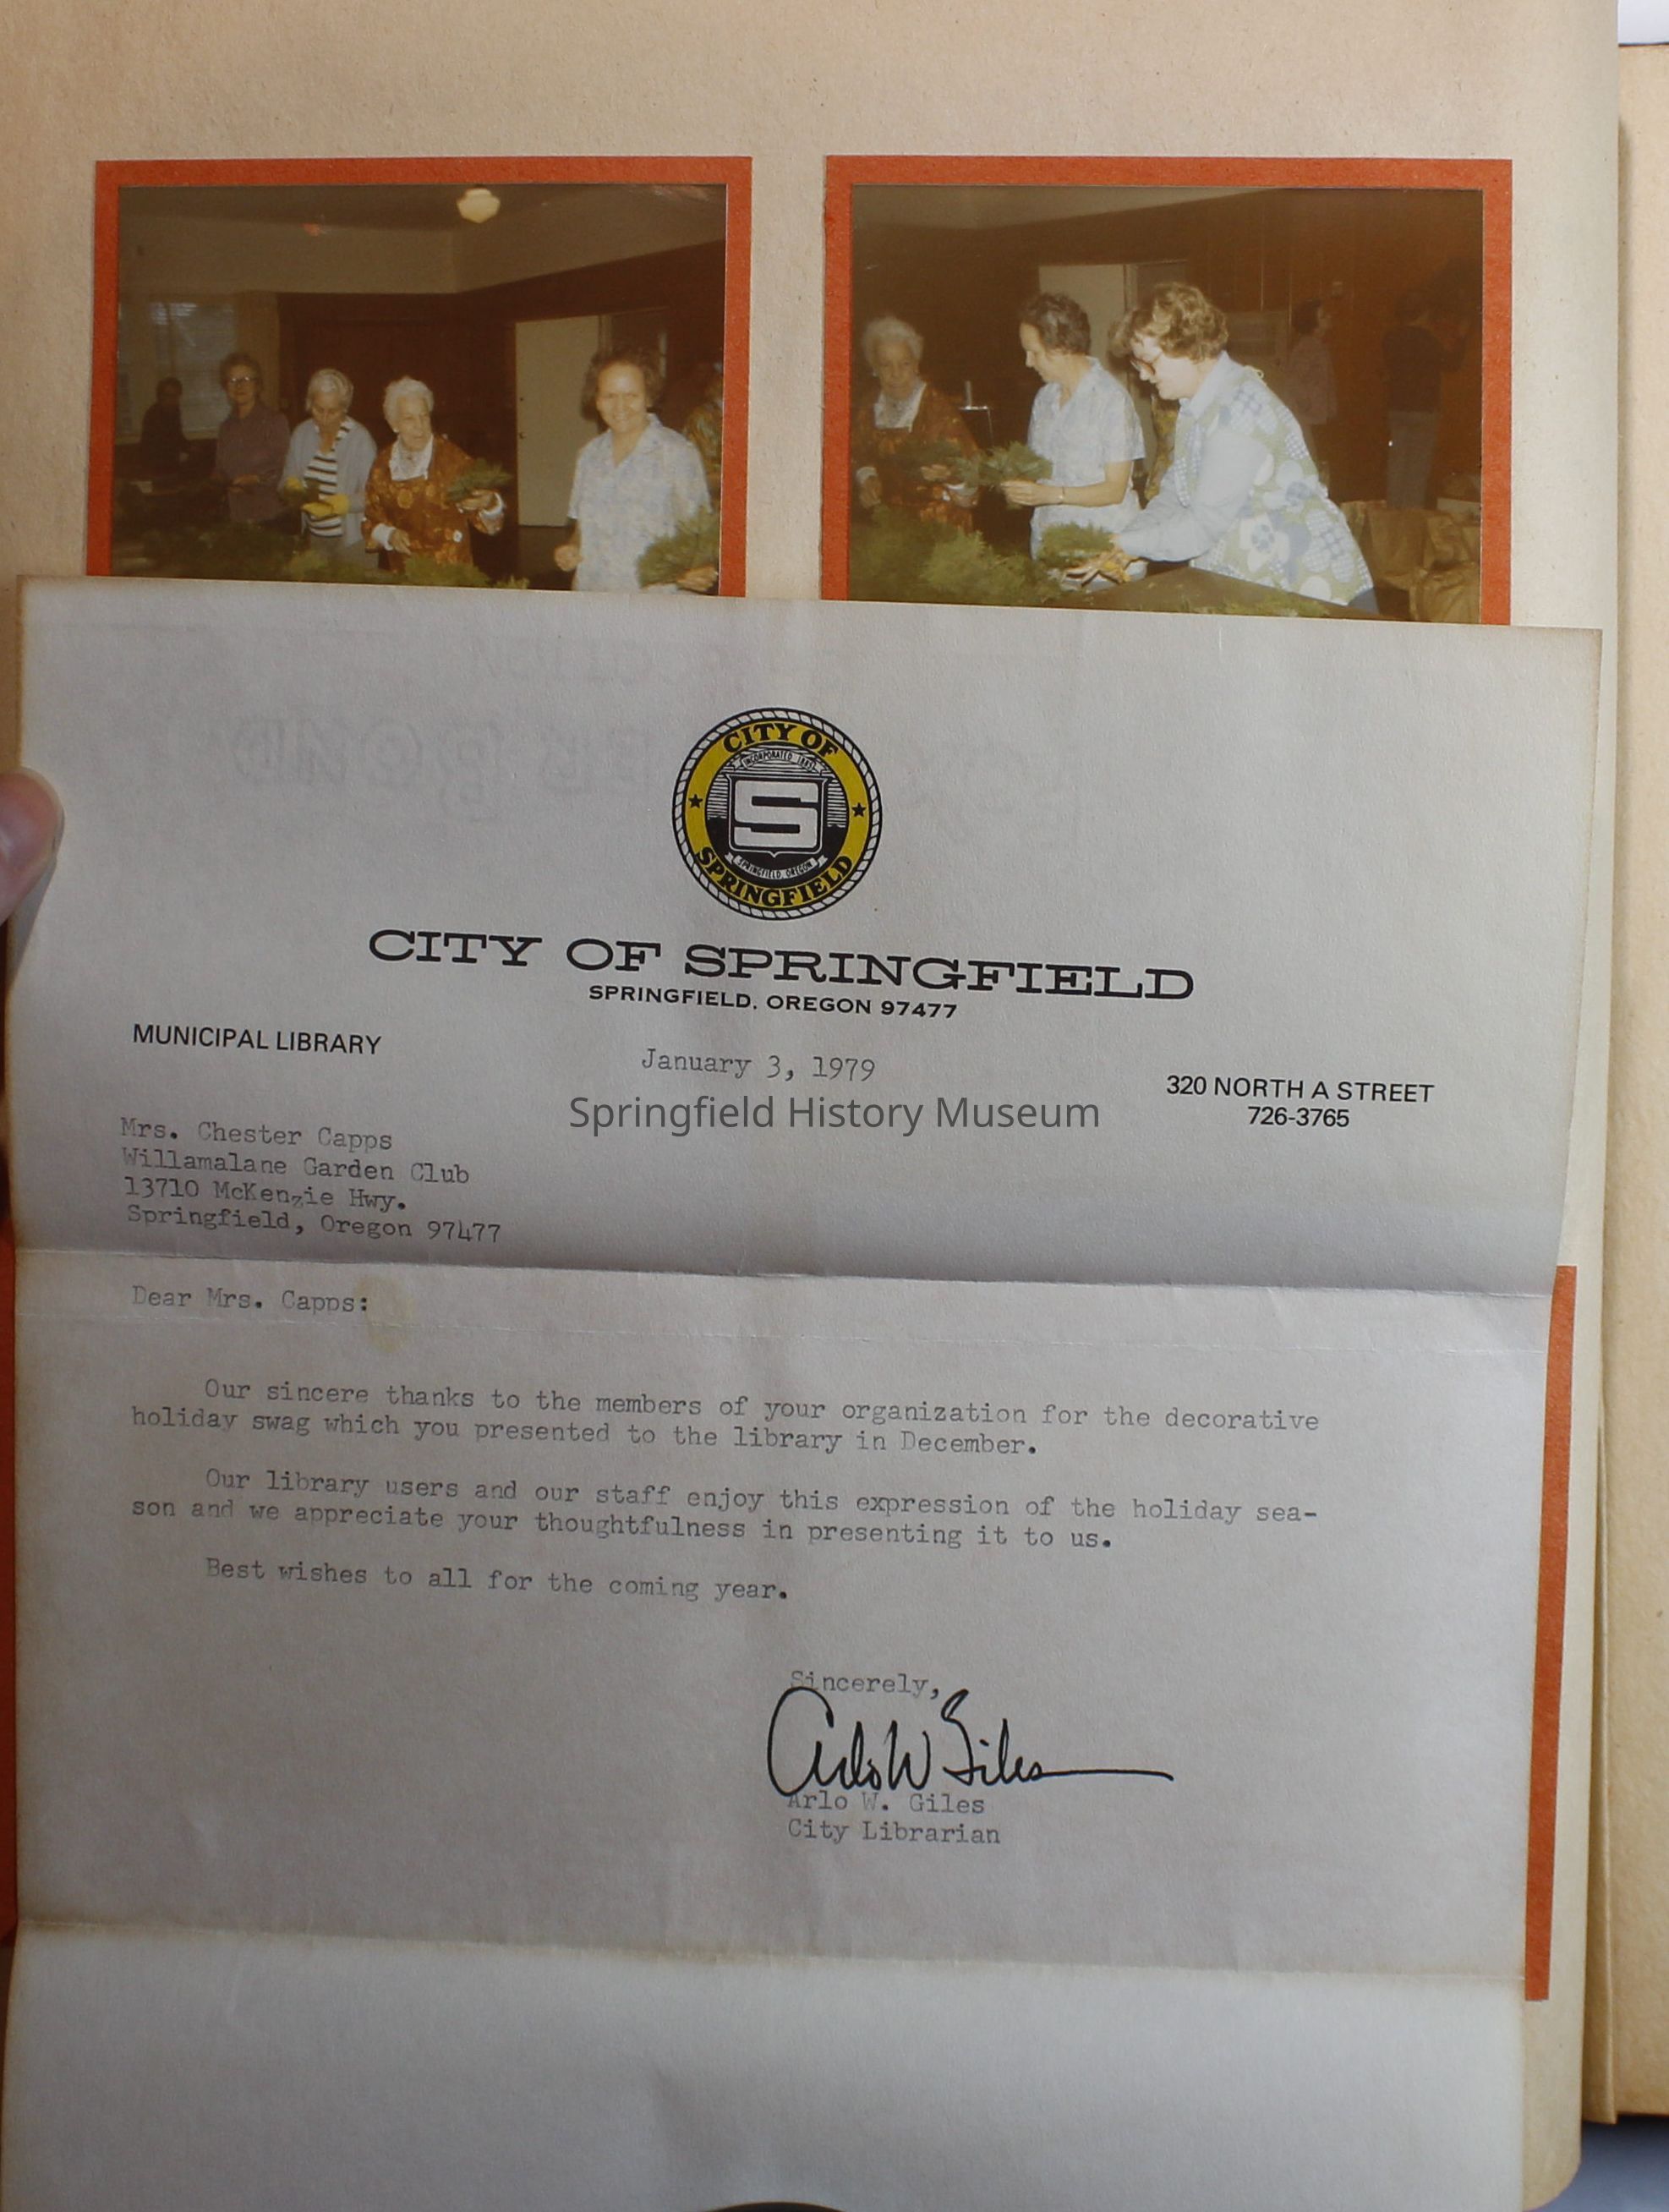 CITY OF
INCORPORATED 1885
S
SPRINGFIELD, OREGON
SPRINGFIELD
CITY OF SPRINGFIELD
SPRINGFIELD, OREGON 97477
MUNICIPAL LIBRARY
January 3, 1979
320 NORTH A STREET
726-3765
Springfield History Museum
Mrs. Chester Capps
Willamalane Garden Club
13710 McKenzie Hwy.
Springfield, Oregon 97477
Dear Mrs. Capps:
Our sincere thanks to the members of your organization for the decorative
holiday swag which you presented to the library in December.
Our library users and our staff enjoy this expression of the holiday sea-
son and we appreciate your thoughtfulness in presenting it to us.
Best wishes to all for the coming year.
Sincerely,
Arlo W Giles
Arlo W. Giles
City Librarian